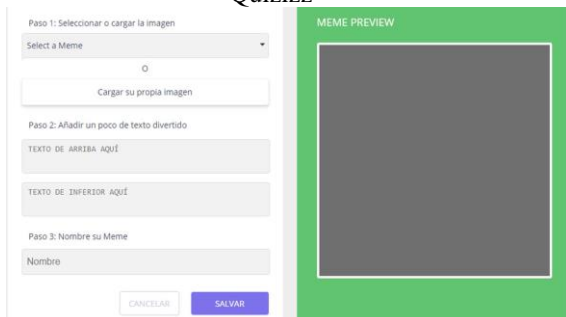 Quizizz
Paso 1: Seleccionar o cargar la imagen
Select a Meme
O
Cargar su propia imagen
Paso 2: Añadir un poco de texto divertido
TEXTO DE ARRIBA AQUÍ
TEXTO DE INFERIOR AQUÍ
Paso 3: Nombre su Meme
Nombre
CANCELAR
SALVAR
MEME PREVIEW